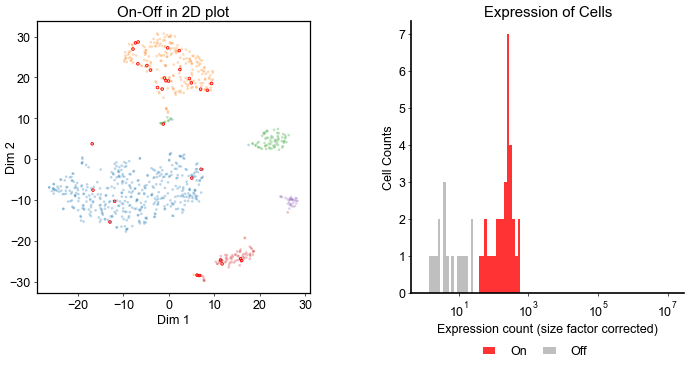 On-Off in 2D plot
30
20
10
0
−10
−20
−30
Dim 2
−20 −10 0 10 20 30
Dim 1
Expression of Cells
7
6
5
4
3
2
1
0
Cell Counts
10^1 10^3 10^5 10^7
Expression count (size factor corrected)
On Off